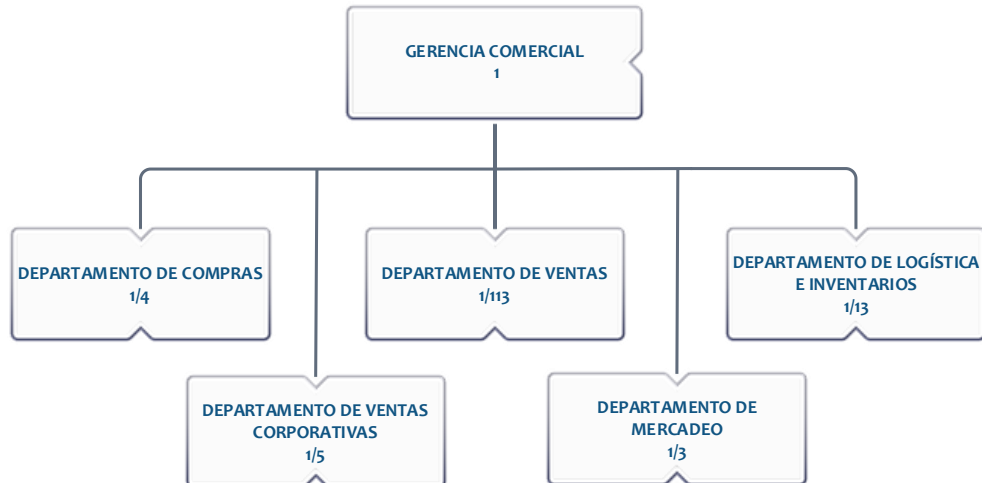 GERENCIA COMERCIAL
1
DEPARTAMENTO DE COMPRAS
1/4
DEPARTAMENTO DE VENTAS
1/113
DEPARTAMENTO DE LOGÍSTICA
E INVENTARIOS
1/13
DEPARTAMENTO DE VENTAS
CORPORATIVAS
1/5
DEPARTAMENTO DE
MERCADEO
1/3